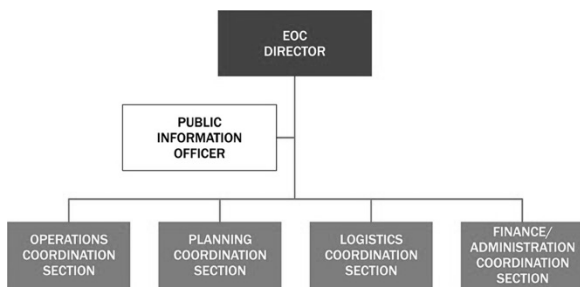 EOC
DIRECTOR
PUBLIC
INFORMATION
OFFICER
OPERATIONS
COORDINATION
SECTION
PLANNING
COORDINATION
SECTION
LOGISTICS
COORDINATION
SECTION
FINANCE/
ADMINISTRATION
COORDINATION
SECTION